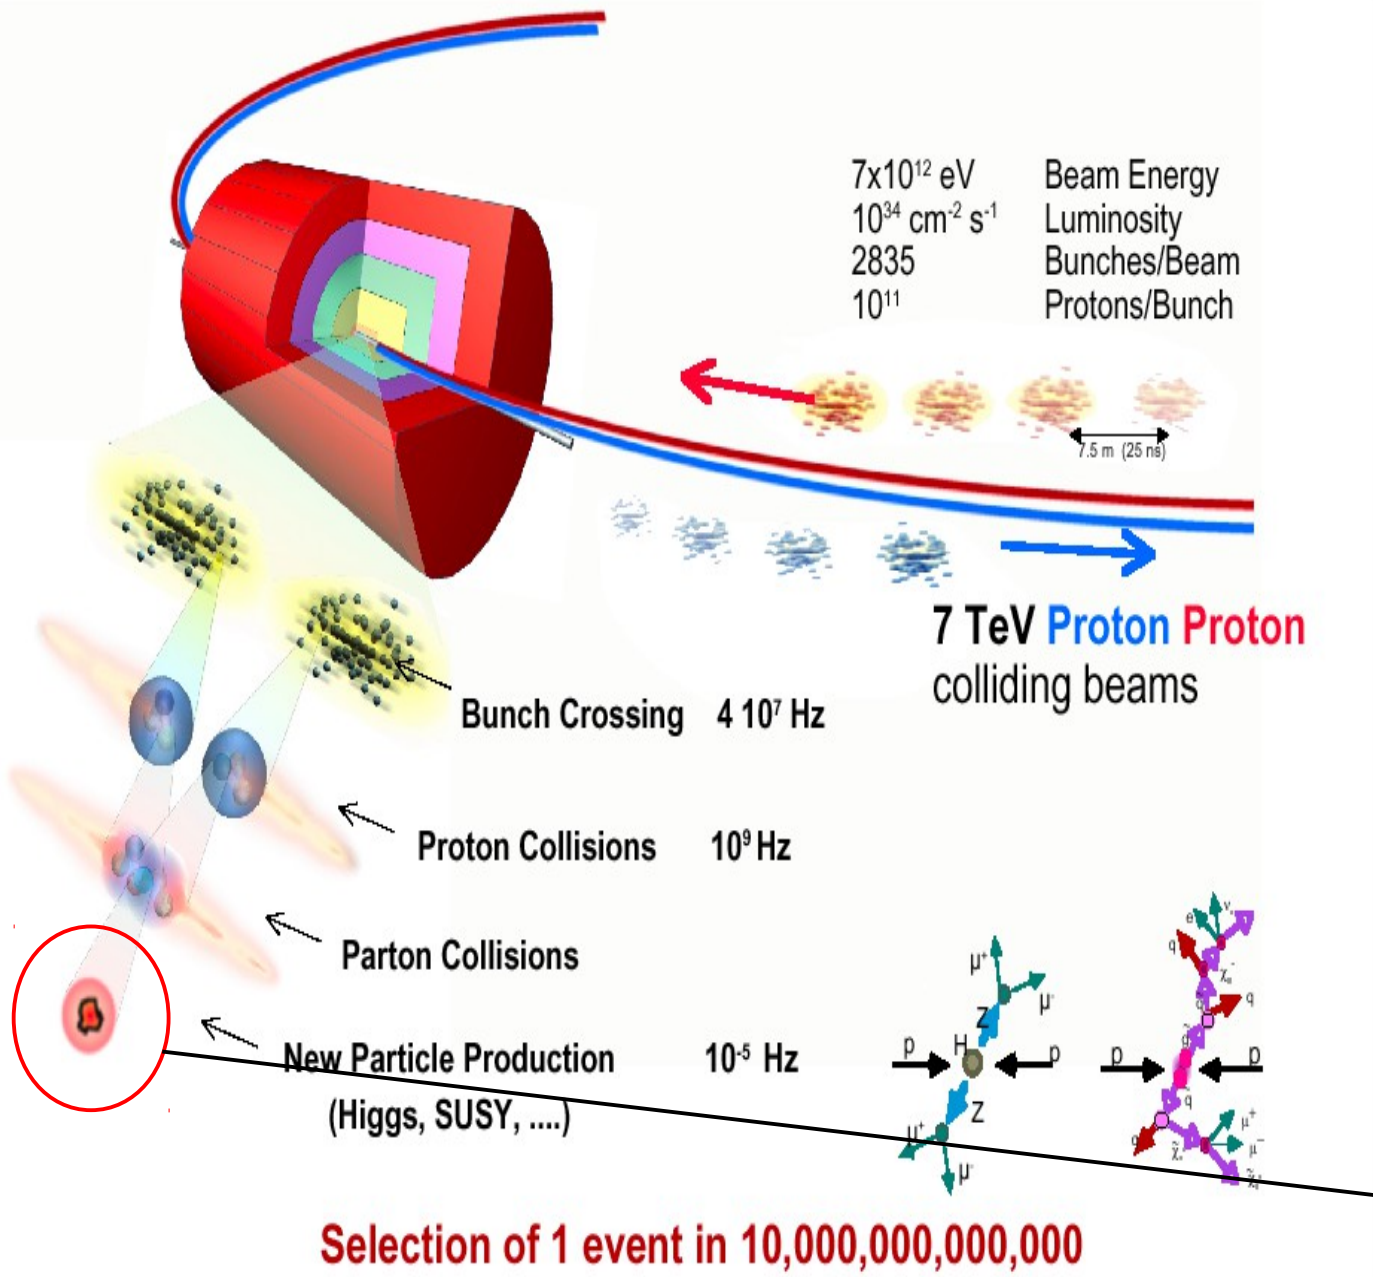 7x10¹² eV Beam Energy
10³⁴ cm⁻² s⁻¹ Luminosity
2835 Bunches/Beam
10¹¹ Protons/Bunch
7.5 m (25 ns)
7 TeV Proton Proton
colliding beams
Bunch Crossing 4 10⁷ Hz
Proton Collisions 10⁹ Hz
Parton Collisions
New Particle Production 10⁻⁵ Hz
(Higgs, SUSY, ....)
μ⁺
μ⁻
Z
p H p
Z
μ⁺
μ⁻
e ν
q
q
p p
q̃
q
μ⁺
μ⁻
Selection of 1 event in 10,000,000,000,000